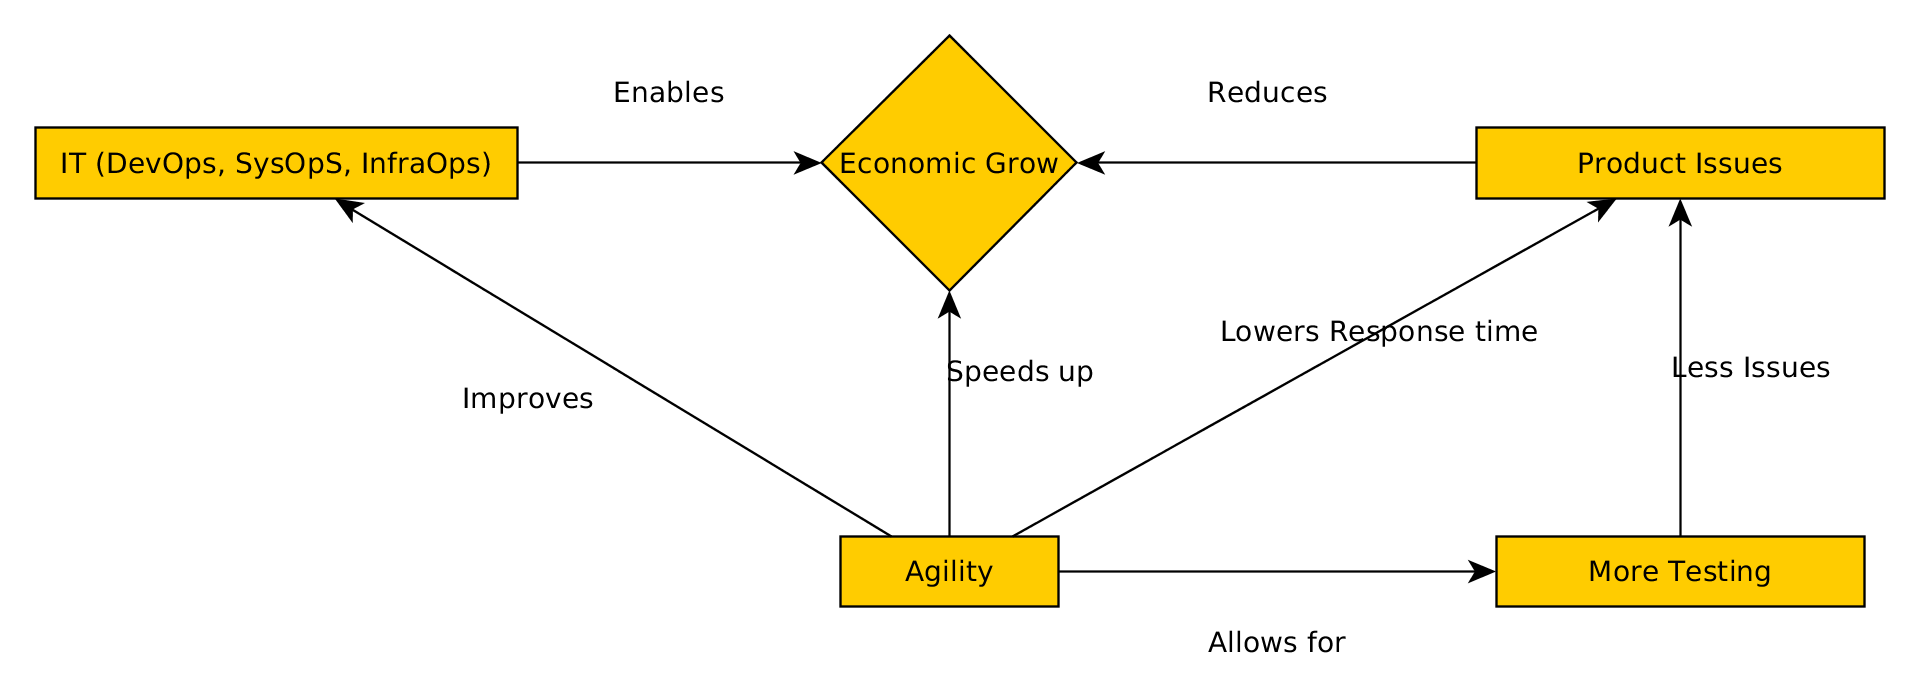 Enables
Reduces
IT (DevOps, SysOpS, InfraOps)
Economic Grow
Product Issues
Lowers Response time
Less Issues
Speeds up
Improves
Agility
More Testing
Allows for